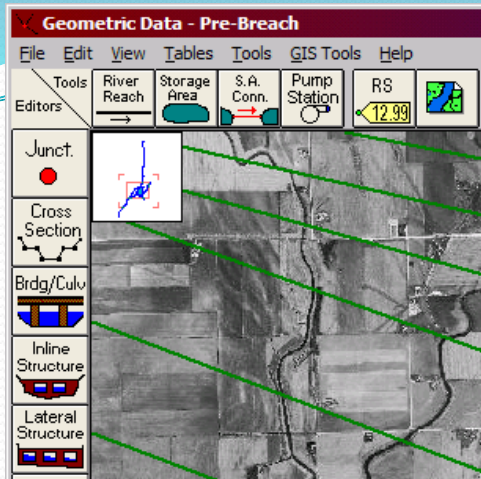 Geometric Data - Pre-Breach
File Edit View Tables Tools GIS Tools Help
Tools
Editors
River
Reach
Storage
Area
S.A.
Conn.
Pump
Station
RS
12.99
Junct.
Cross
Section
Brdg/Culv
Inline
Structure
Lateral
Structure